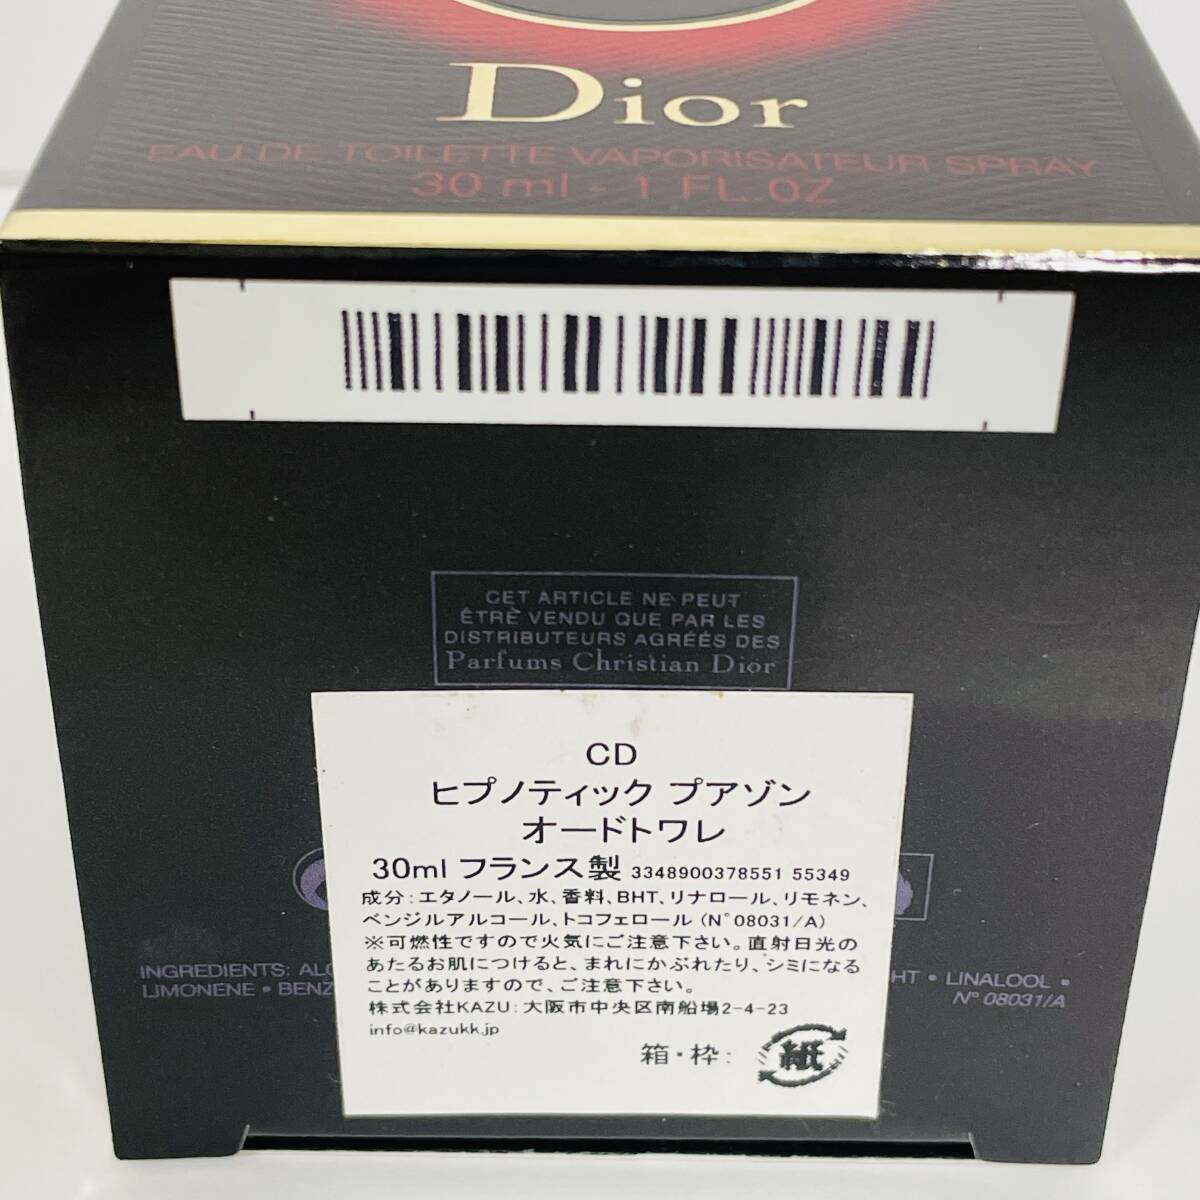 Dior
EAU DE TOILETTE VAPORISATEUR SPRAY
30 ml - 1 FL.OZ
CET ARTICLE NE PEUT
ÊTRE VENDU QUE PAR LES
DISTRIBUTEURS AGRÉÉS DES
Parfums Christian Dior
CD
ヒプノティック プアゾン
オードトワレ
30ml フランス製 3348900378551 55349
成分:エタノール、水、香料、BHT、リナロール、リモネン、
ベンジルアルコール、トコフェロール (N°08031/A)
※可燃性ですので火気にご注意下さい。直射日光の
あたるお肌につけると、まれにかぶれたり、シミになる
ことがありますので、ご注意下さい。
株式会社KAZU:大阪市中央区南船場2-4-23
info@kazukk.jp
箱・枠:
紙
INGREDIENTS: ALC
HT • LINALOOL •
LIMONENE • BENZ
N° 08031/A